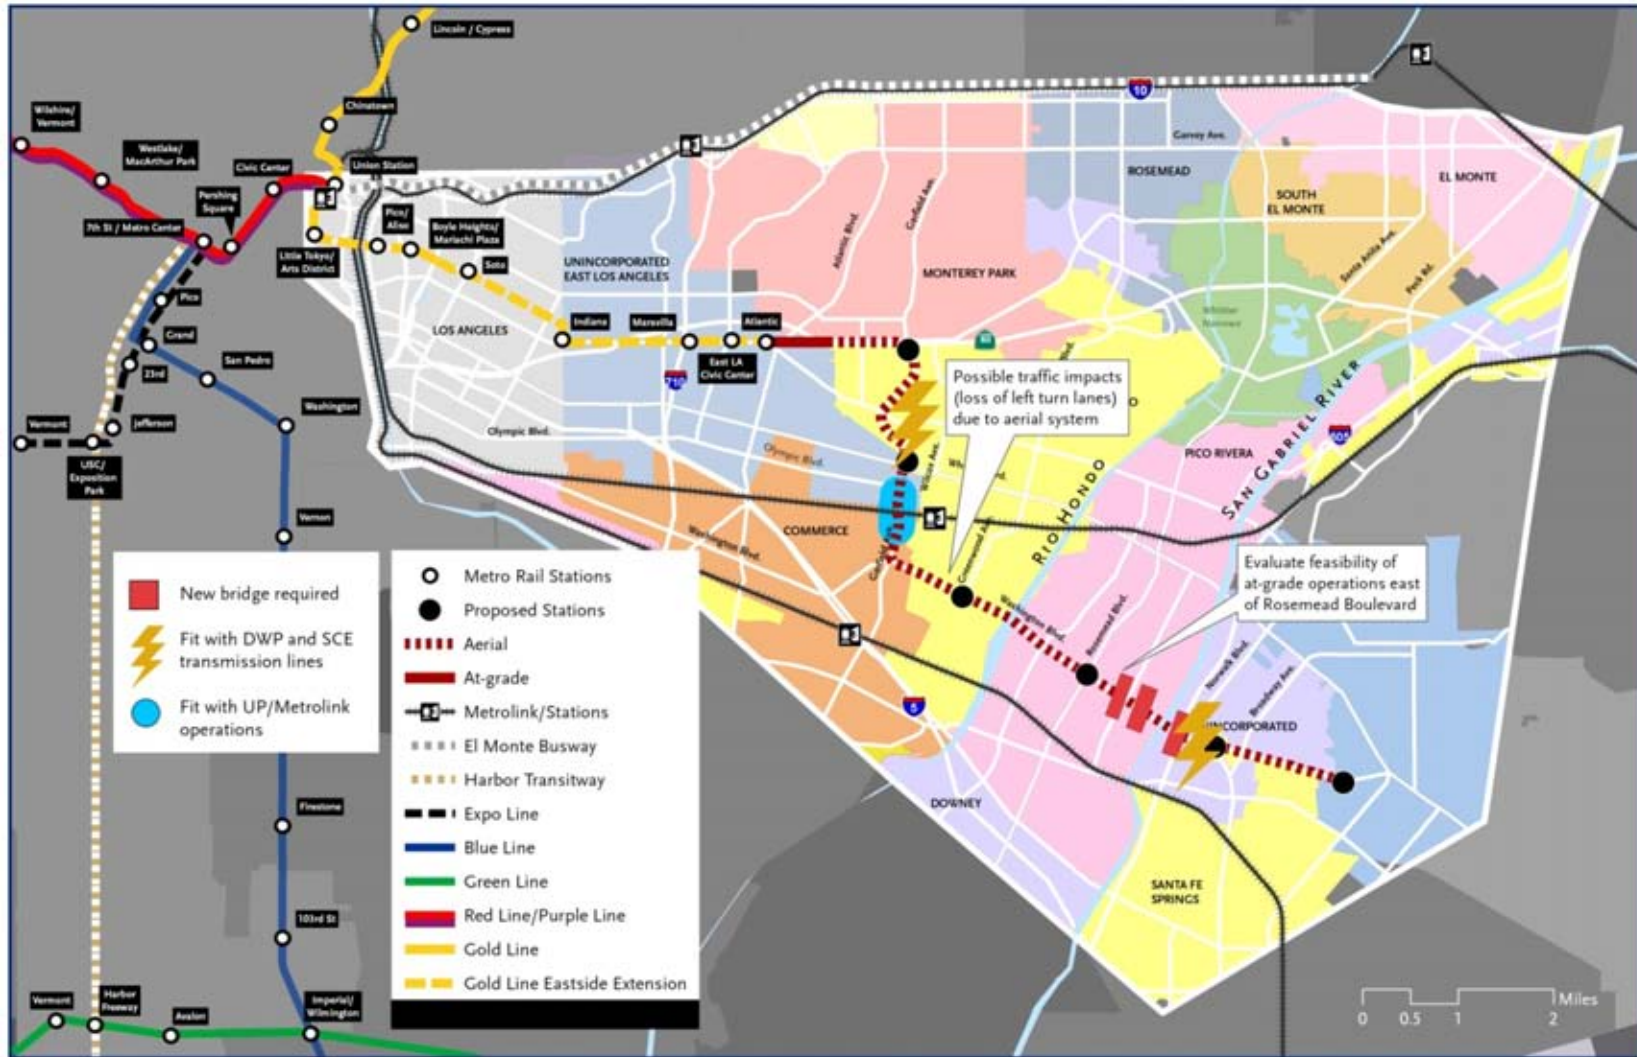 Lincoln / Cypress
Chinatown
Wilshire/
Vermont
Westlake/
MacArthur Park
Civic Center
Union Station
Pershing
Square
7th St / Metro Center
Pico/
Aliso
Boyle Heights/
Mariachi Plaza
Little Tokyo/
Arts District
Soto
Pico
Grand
23rd
San Pedro
Jefferson
Vermont
USC/
Exposition
Park
Washington
Vernon
Firestone
103rd St
Vermont
Harbor
Freeway
Avalon
Imperial/
Wilmington
LOS ANGELES
UNINCORPORATED
EAST LOS ANGELES
Indiana
Maravilla
East LA
Civic Center
Atlantic
710
10
Garvey Ave.
ROSEMEAD
SOUTH
EL MONTE
EL MONTE
Atlantic Blvd.
Garfield Ave.
MONTEREY PARK
Santa Anita Ave.
Peck Rd.
Whittier
Narrows
60
Possible traffic impacts
(loss of left turn lanes)
due to aerial system
Olympic Blvd.
Olympic Blvd.
Wilcox Ave.
COMMERCE
Washington Blvd.
Garfield Ave.
Greenwood Ave.
RIO HONDO
PICO RIVERA
SAN GABRIEL RIVER
605
Evaluate feasibility of
at-grade operations east
of Rosemead Boulevard
Washington Blvd.
Rosemead Blvd.
Norwalk Blvd.
Broadway Ave.
UNINCORPORATED
5
DOWNEY
SANTA FE
SPRINGS
New bridge required
Fit with DWP and SCE
transmission lines
Fit with UP/Metrolink
operations
Metro Rail Stations
Proposed Stations
Aerial
At-grade
Metrolink/Stations
El Monte Busway
Harbor Transitway
Expo Line
Blue Line
Green Line
Red Line/Purple Line
Gold Line
Gold Line Eastside Extension
Miles
0 0.5 1 2